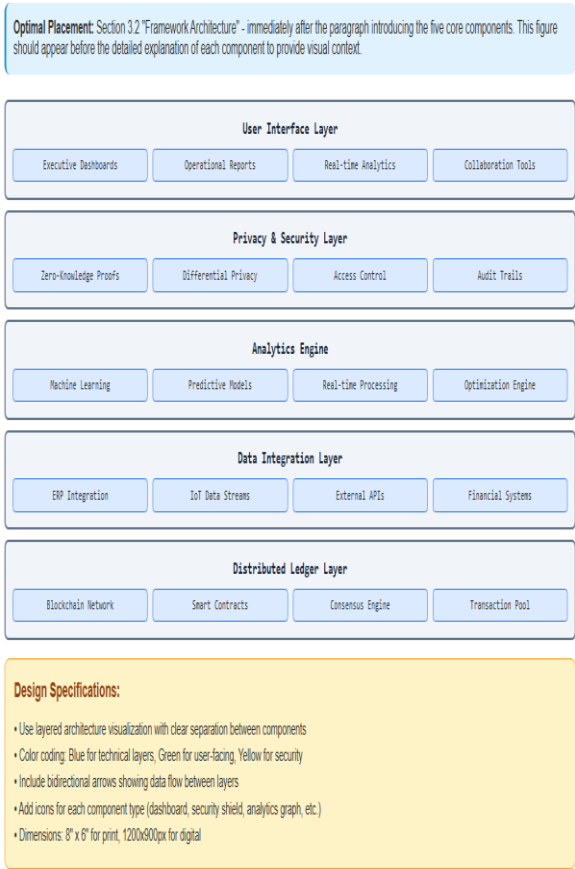 Optimal Placement: Section 3.2 "Framework Architecture" - immediately after the paragraph introducing the five core components. This figure
should appear before the detailed explanation of each component to provide visual context.
User Interface Layer
Executive Dashboards Operational Reports Real-time Analytics Collaboration Tools
Privacy & Security Layer
Zero-Knowledge Proofs Differential Privacy Access Control Audit Trails
Analytics Engine
Machine Learning Predictive Models Real-time Processing Optimization Engine
Data Integration Layer
ERP Integration IoT Data Streams External APIs Financial Systems
Distributed Ledger Layer
Blockchain Network Smart Contracts Consensus Engine Transaction Pool
Design Specifications:
• Use layered architecture visualization with clear separation between components
• Color coding: Blue for technical layers, Green for user-facing, Yellow for security
• Include bidirectional arrows showing data flow between layers
• Add icons for each component type (dashboard, security shield, analytics graph, etc.)
• Dimensions: 8" x 6" for print, 1200x900px for digital